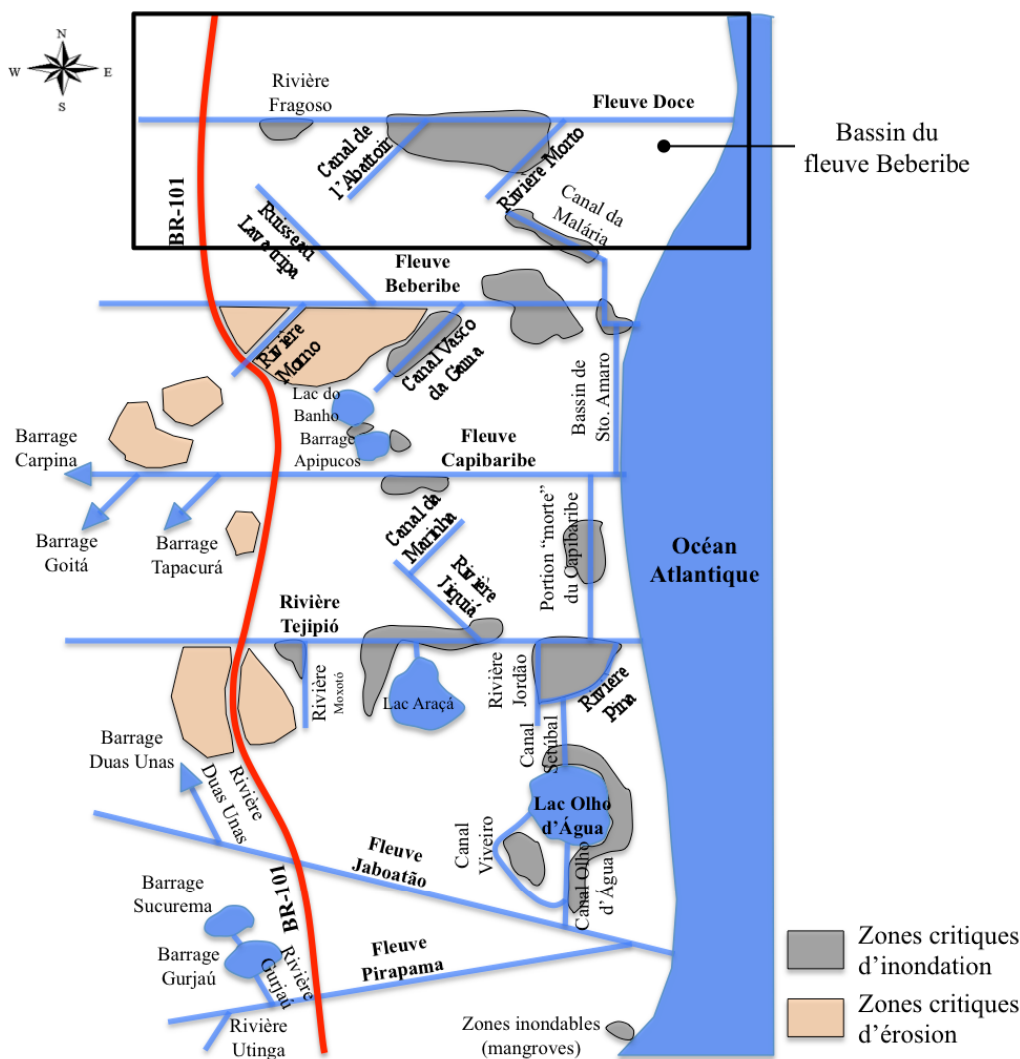 N
W
E
S
Rivière
Fragoso
Fleuve Doce
Canal de
l'Abattoir
Rivière Morto
Bassin du
fleuve Beberibe
Canal da
Malária
BR-101
Ruisseau
Lava-tripa
Fleuve
Beberibe
Rivière
Morno
Canal Vasco
da Gama
Bassin de
Sto. Amaro
Lac do
Banho
Barrage
Apipucos
Barrage
Carpina
Fleuve
Capibaribe
Barrage
Goitá
Barrage
Tapacurá
Canal da
Marinha
Rivière
Jiquiá
Portion "morte"
du Capibaribe
Océan
Atlantique
Rivière
Tejipió
Rivière
Moxotó
Lac Araçá
Rivière
Jordão
Rivière
Pina
Canal
Setúbal
Barrage
Duas Unas
Rivière
Duas Unas
Lac Olho
d'Água
Canal
Viveiro
Canal Olho
d'Água
Fleuve
Jaboatão
BR-101
Barrage
Sucurema
Barrage
Gurjaú
Rivière
Gurjaú
Fleuve
Pirapama
Rivière
Utinga
Zones inondables
(mangroves)
Zones critiques
d'inondation
Zones critiques
d'érosion